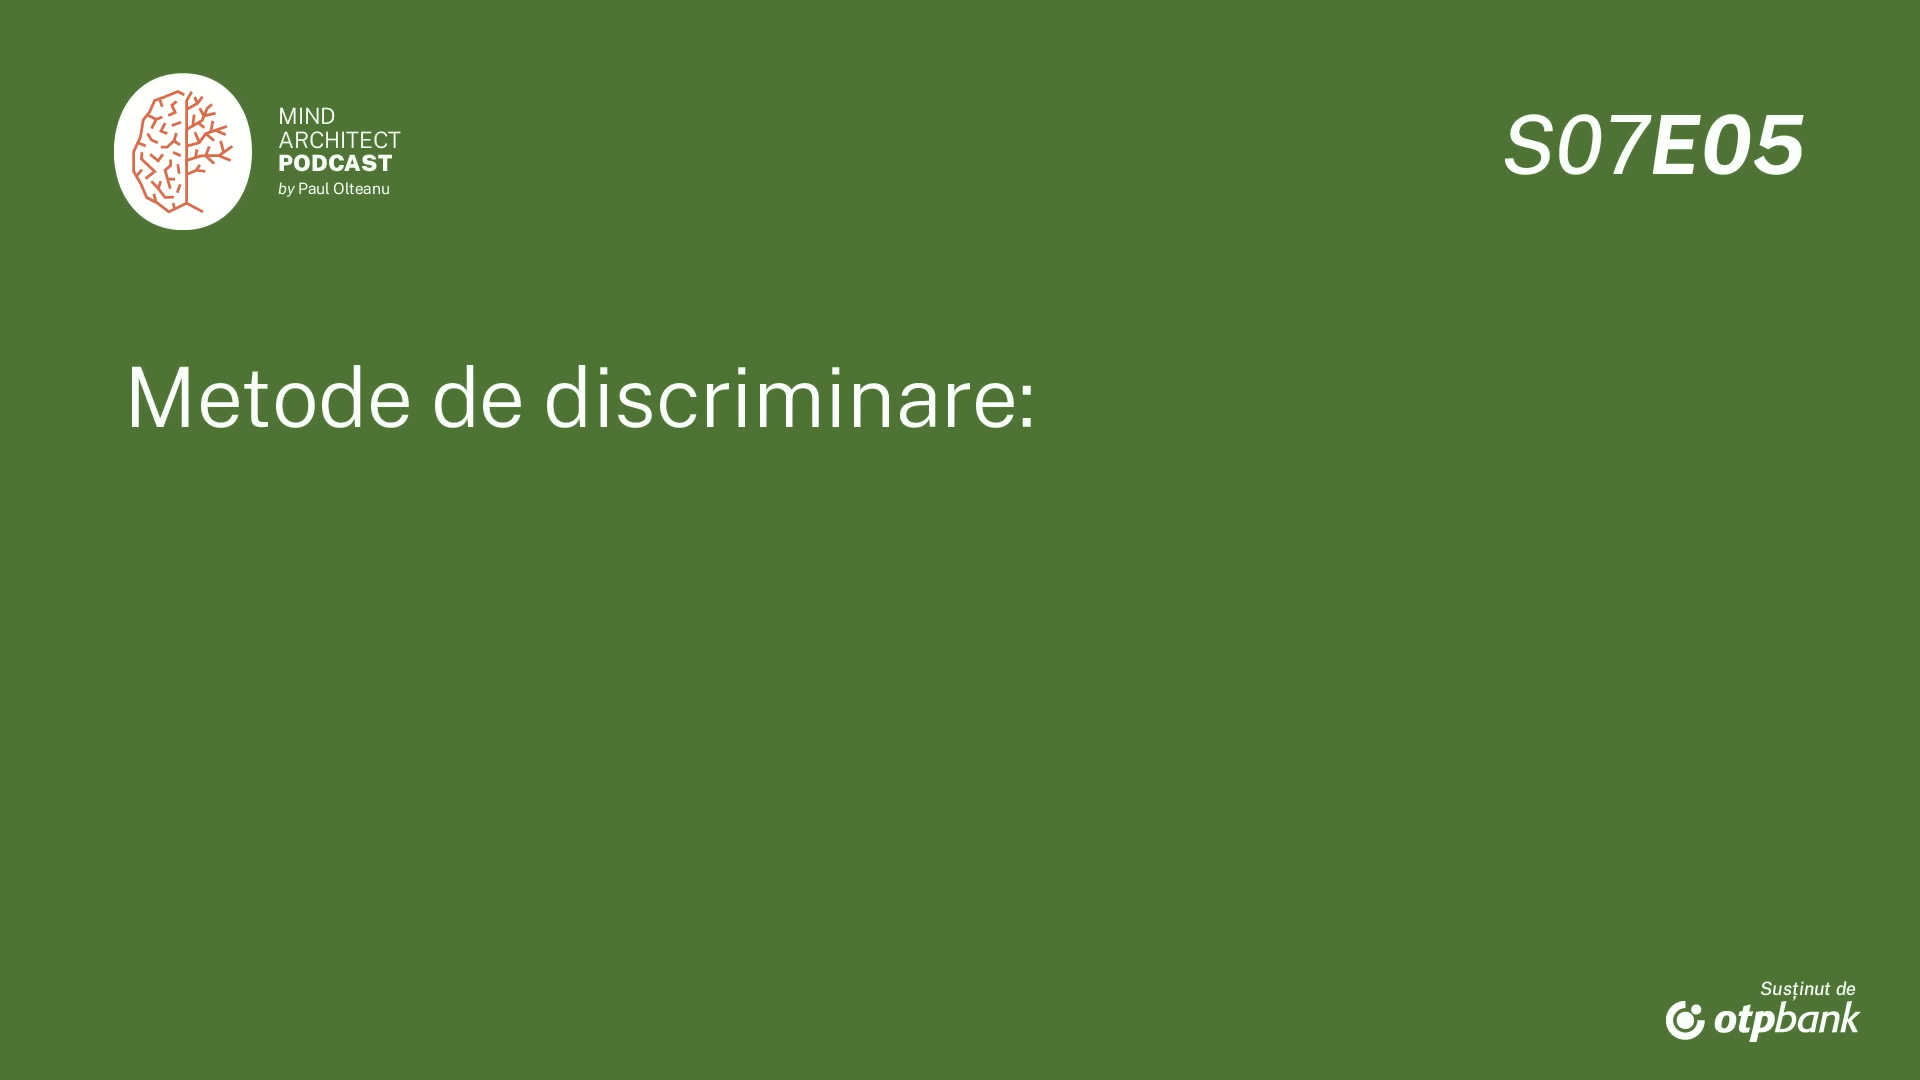 MIND
ARCHITECT
PODCAST
by Paul Olteanu
S07E05
Metode de discriminare:
Susținut de
otpbank